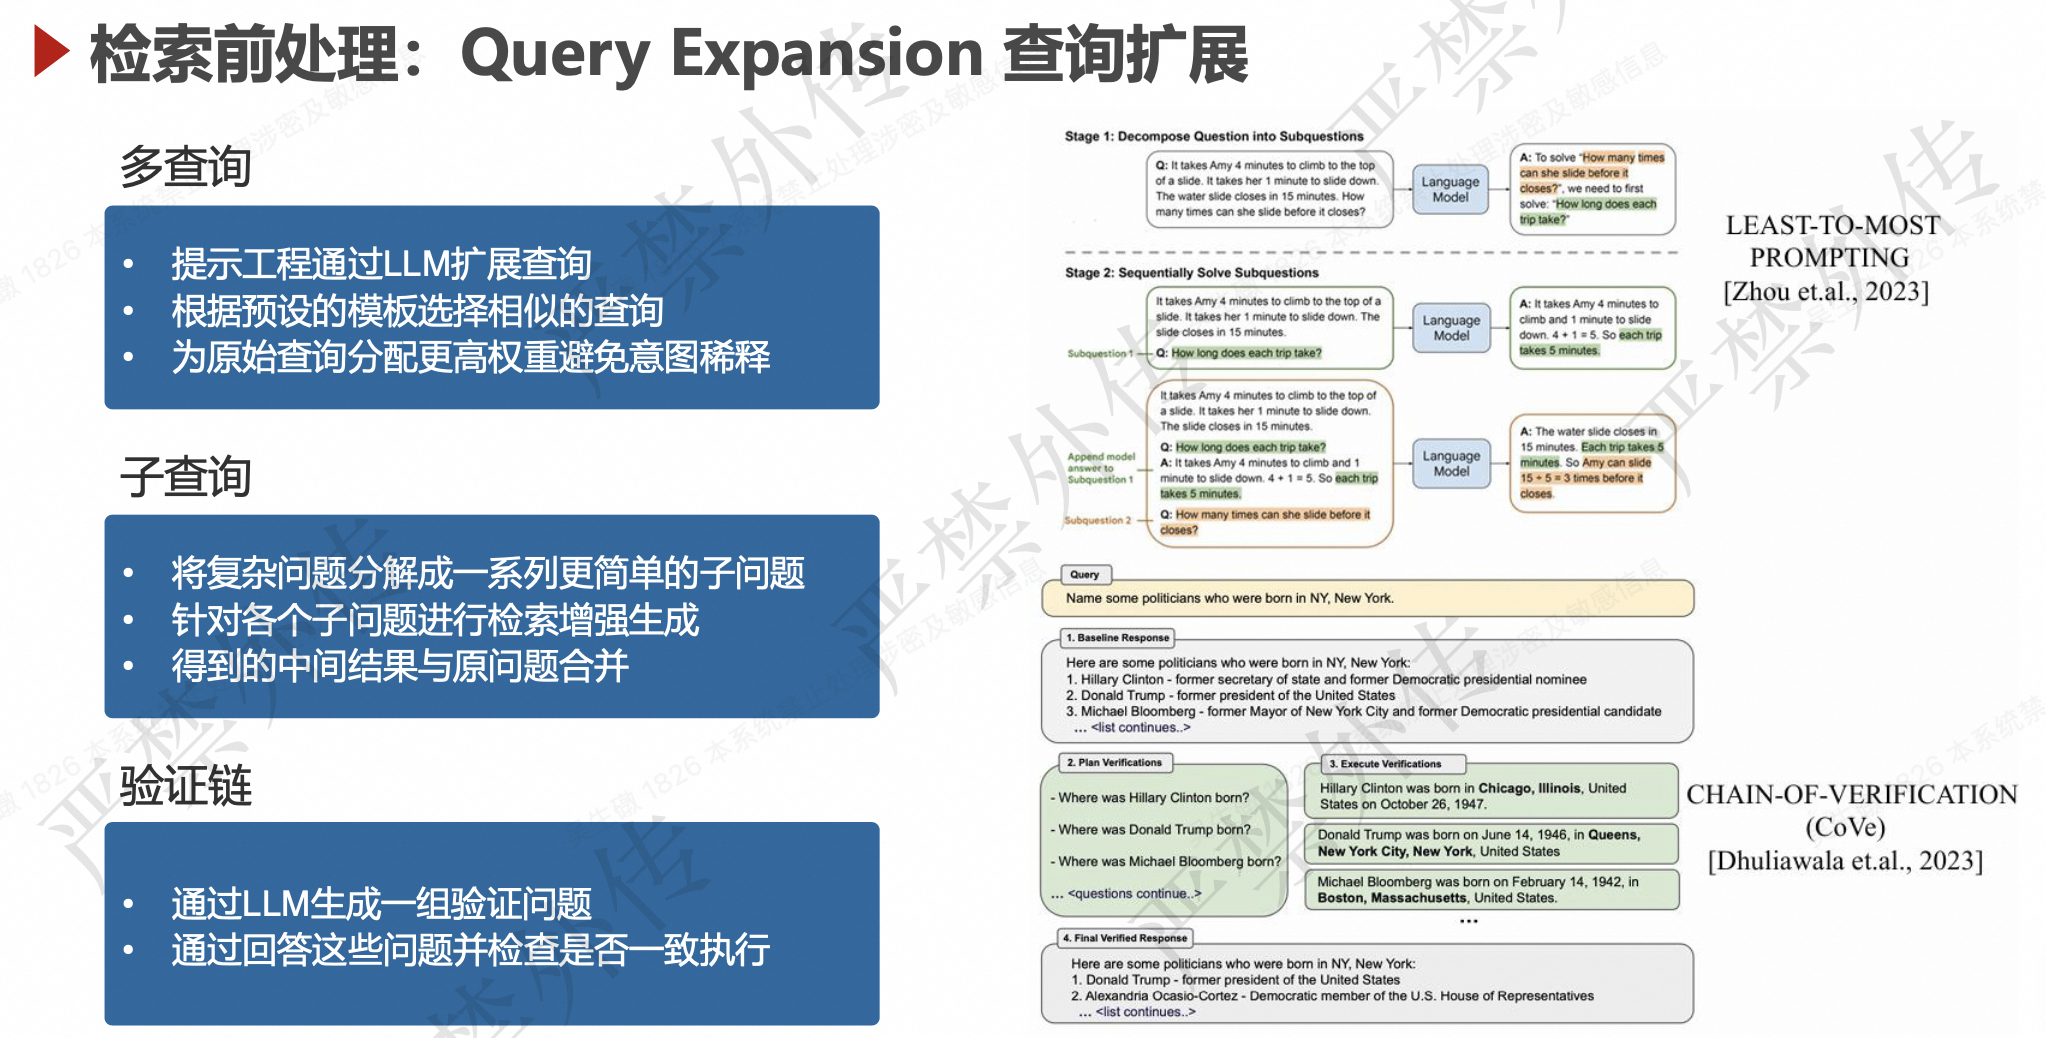 检索前处理：Query Expansion 查询扩展
多查询
• 提示工程通过LLM扩展查询
• 根据预设的模板选择相似的查询
• 为原始查询分配更高权重避免意图稀释
子查询
• 将复杂问题分解成一系列更简单的子问题
• 针对各个子问题进行检索增强生成
• 得到的中间结果与原问题合并
验证链
• 通过LLM生成一组验证问题
• 通过回答这些问题并检查是否一致执行
Stage 1: Decompose Question into Subquestions
Q: It takes Amy 4 minutes to climb to the top
of a slide. It takes her 1 minute to slide down.
The water slide closes in 15 minutes. How
many times can she slide before it closes?
Language
Model
A: To solve “How many times
can she slide before it
closes?”, we need to first
solve: “How long does each
trip take?”
Stage 2: Sequentially Solve Subquestions
It takes Amy 4 minutes to climb to the top of a
slide. It takes her 1 minute to slide down. The
slide closes in 15 minutes.
Subquestion 1
Q: How long does each trip take?
Language
Model
A: It takes Amy 4 minutes to
climb and 1 minute to slide
down. 4 + 1 = 5. So each trip
takes 5 minutes.
It takes Amy 4 minutes to climb to the top of
a slide. It takes her 1 minute to slide down.
The slide closes in 15 minutes.
Q: How long does each trip take?
Append model
answer to
Subquestion 1
A: It takes Amy 4 minutes to climb and 1
minute to slide down. 4 + 1 = 5. So each trip
takes 5 minutes.
Subquestion 2
Q: How many times can she slide before it
closes?
Language
Model
A: The water slide closes in
15 minutes. Each trip takes 5
minutes. So Amy can slide
15 ÷ 5 = 3 times before it
closes.
LEAST-TO-MOST
PROMPTING
[Zhou et.al., 2023]
Query
Name some politicians who were born in NY, New York.
1. Baseline Response
Here are some politicians who were born in NY, New York:
1. Hillary Clinton - former secretary of state and former Democratic presidential nominee
2. Donald Trump - former president of the United States
3. Michael Bloomberg - former Mayor of New York City and former Democratic presidential candidate
... <list continues..>
2. Plan Verifications
- Where was Hillary Clinton born?
- Where was Donald Trump born?
- Where was Michael Bloomberg born?
... <questions continue..>
3. Execute Verifications
Hillary Clinton was born in Chicago, Illinois, United
States on October 26, 1947.
Donald Trump was born on June 14, 1946, in Queens,
New York City, New York, United States
Michael Bloomberg was born on February 14, 1942, in
Boston, Massachusetts, United States.
...
4. Final Verified Response
Here are some politicians who were born in NY, New York:
1. Donald Trump - former president of the United States
2. Alexandria Ocasio-Cortez - Democratic member of the U.S. House of Representatives
... <list continues..>
CHAIN-OF-VERIFICATION
(CoVe)
[Dhuliawala et.al., 2023]
严禁外传